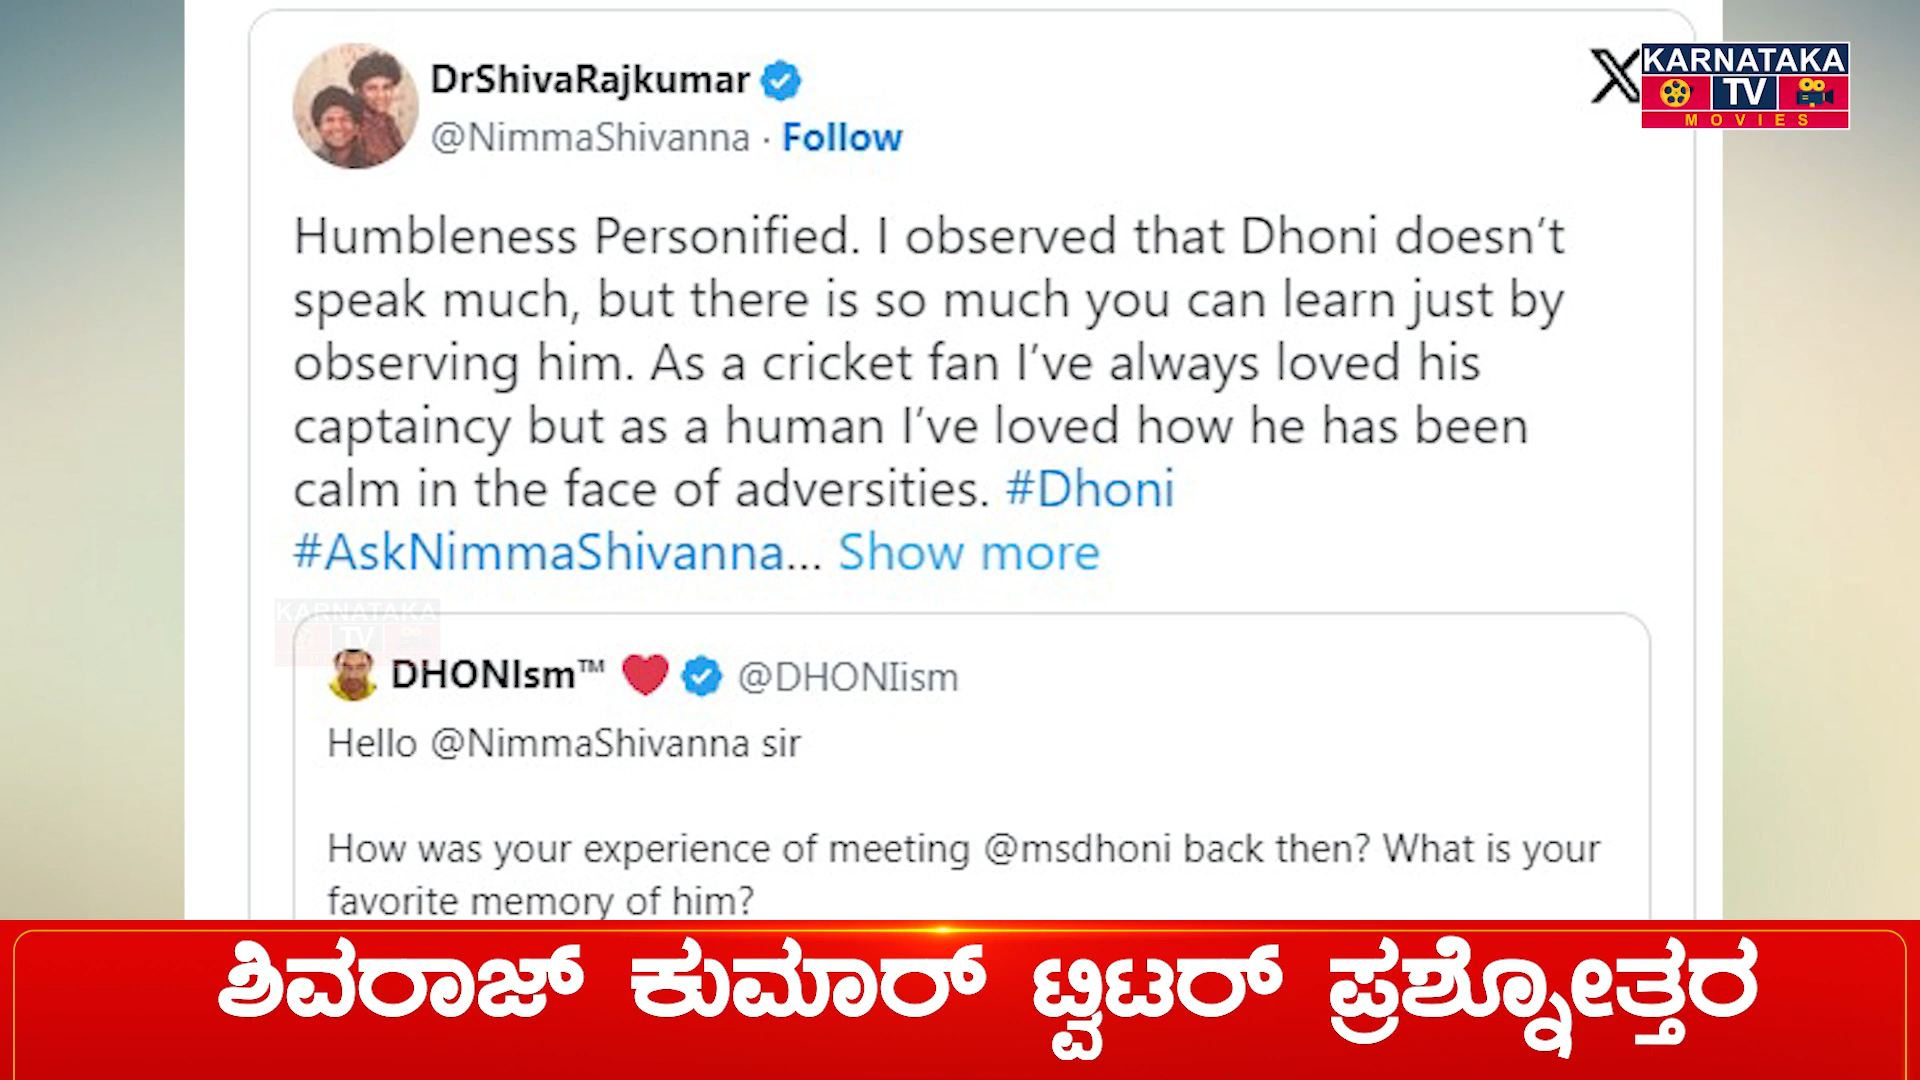 DrShivaRajkumar
@NimmaShivanna · Follow
KARNATAKA
TV
MOVIES
Humbleness Personified. I observed that Dhoni doesn’t
speak much, but there is so much you can learn just by
observing him. As a cricket fan I’ve always loved his
captaincy but as a human I’ve loved how he has been
calm in the face of adversities. #Dhoni
#AskNimmaShivanna... Show more
KARNATAKA
TV
DHONIsm™ @DHONIism
Hello @NimmaShivanna sir
How was your experience of meeting @msdhoni back then? What is your
favorite memory of him?
ಶಿವರಾಜ್ ಕುಮಾರ್ ಟ್ವಿಟರ್ ಪ್ರಶ್ನೋತ್ತರ